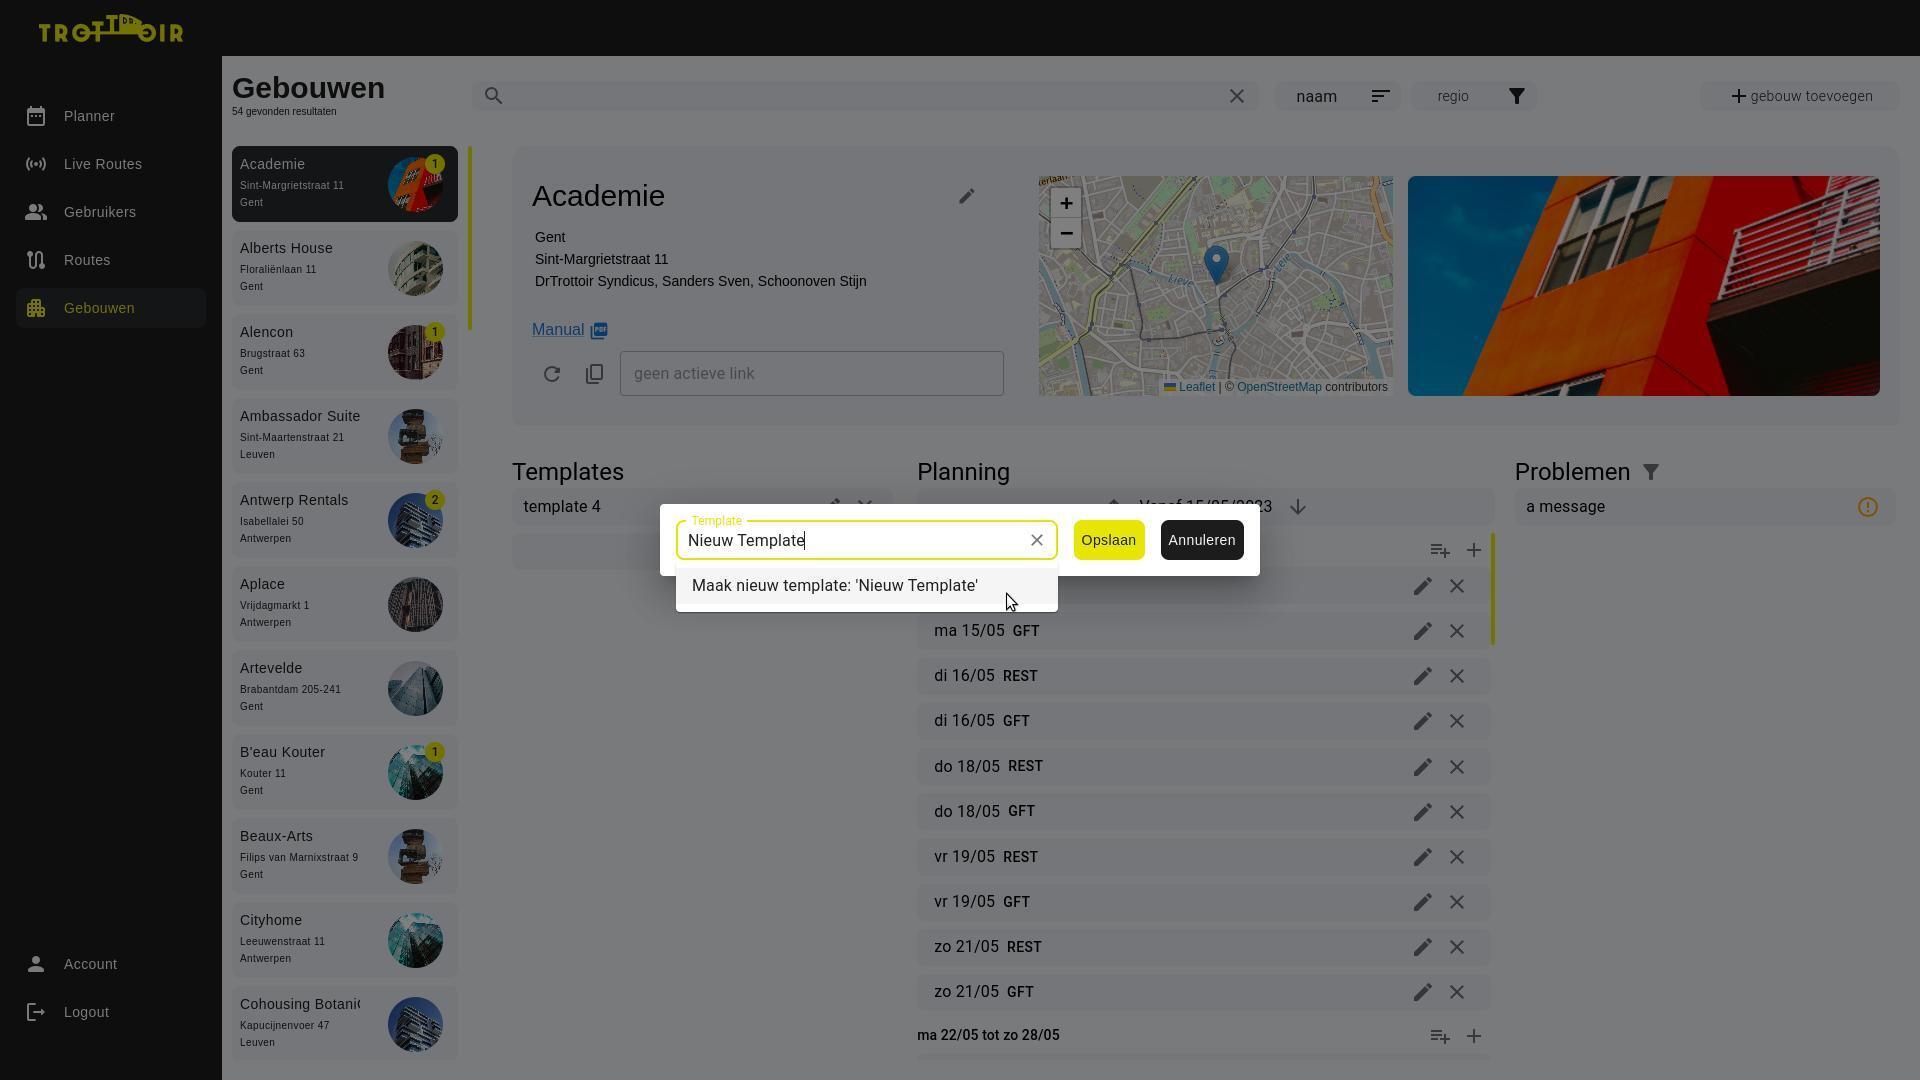 TROTTOIR
DR.
Planner
Live Routes
Gebruikers
Routes
Gebouwen
Account
Logout
Gebouwen
54 gevonden resultaten
naam
regio
gebouw toevoegen
Academie
Sint-Margrietstraat 11
Gent
1
Alberts House
Floraliënlaan 11
Gent
Alencon
Brugstraat 63
Gent
1
Ambassador Suite
Sint-Maartenstraat 21
Leuven
Antwerp Rentals
Isabellalei 50
Antwerpen
2
Aplace
Vrijdagmarkt 1
Antwerpen
Artevelde
Brabantdam 205-241
Gent
B'eau Kouter
Kouter 11
Gent
1
Beaux-Arts
Filips van Marnixstraat 9
Gent
Cityhome
Leeuwenstraat 11
Antwerpen
Cohousing Botani
Kapucijnenvoer 47
Leuven
Academie
Gent
Sint-Margrietstraat 11
DrTrottoir Syndicus, Sanders Sven, Schoonoven Stijn
Manual PDF
geen actieve link
+
−
Lieve
Leie
Leaflet | © OpenStreetMap contributors
Templates
template 4
Planning
Vanaf 15/05/2023
Problemen
a message
Template
Nieuw Template
Opslaan
Annuleren
Maak nieuw template: 'Nieuw Template'
ma 15/05 GFT
di 16/05 REST
di 16/05 GFT
do 18/05 REST
do 18/05 GFT
vr 19/05 REST
vr 19/05 GFT
zo 21/05 REST
zo 21/05 GFT
ma 22/05 tot zo 28/05